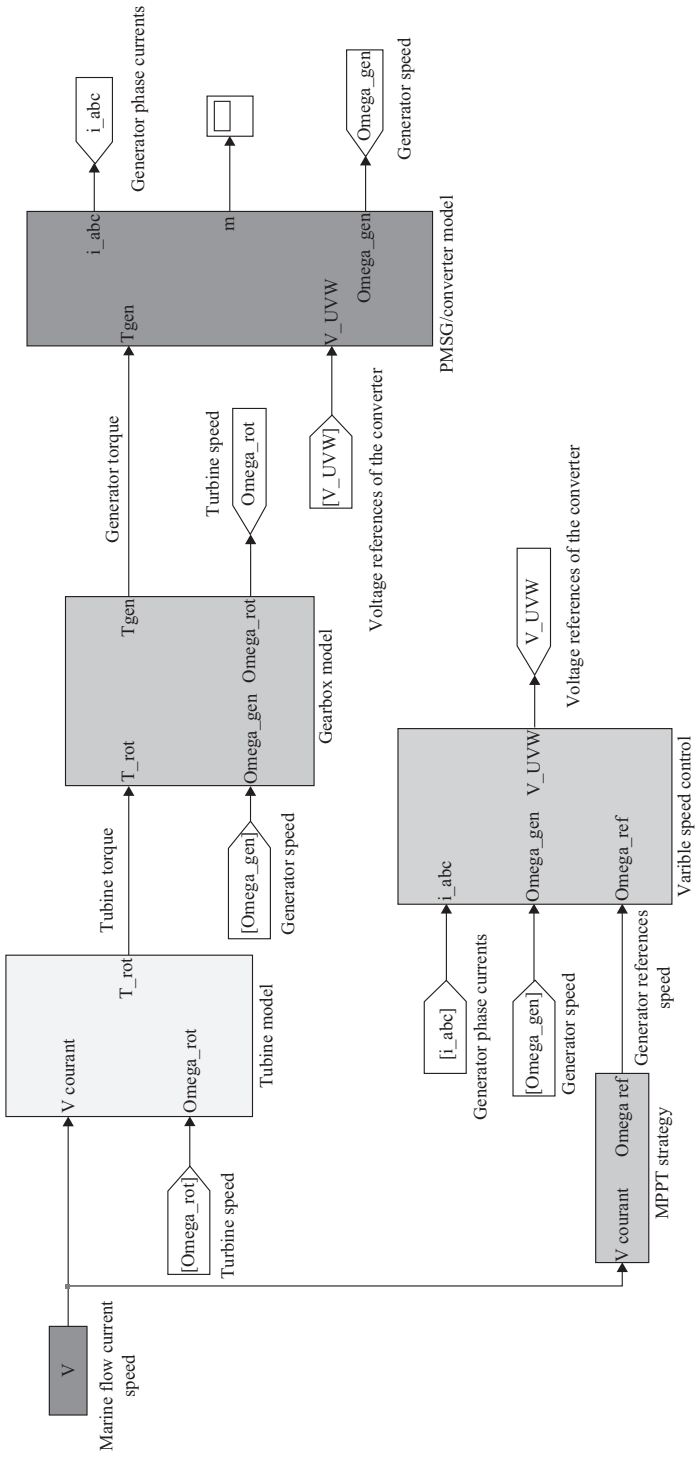 V
Marine flow current
speed
V courant
T_rot
Omega_rot
Tubine model
[Omega_rot]
Turbine speed
Tubine torque
T_rot
Tgen
Omega_gen
Omega_rot
Gearbox model
[Omega_gen]
Generator speed
Generator torque
Turbine speed
Omega_rot
Tgen
i_abc
m
V_UVW
Omega_gen
PMSG/converter model
[V_UVW]
Voltage references of the converter
i_abc
Generator phase currents
Omega_gen
Generator speed
V courant
Omega ref
MPPT strategy
Generator references
speed
[i_abc]
Generator phase currents
[Omega_gen]
Generator speed
i_abc
Omega_gen
V_UVW
Omega_ref
Varible speed control
V_UVW
Voltage references of the converter